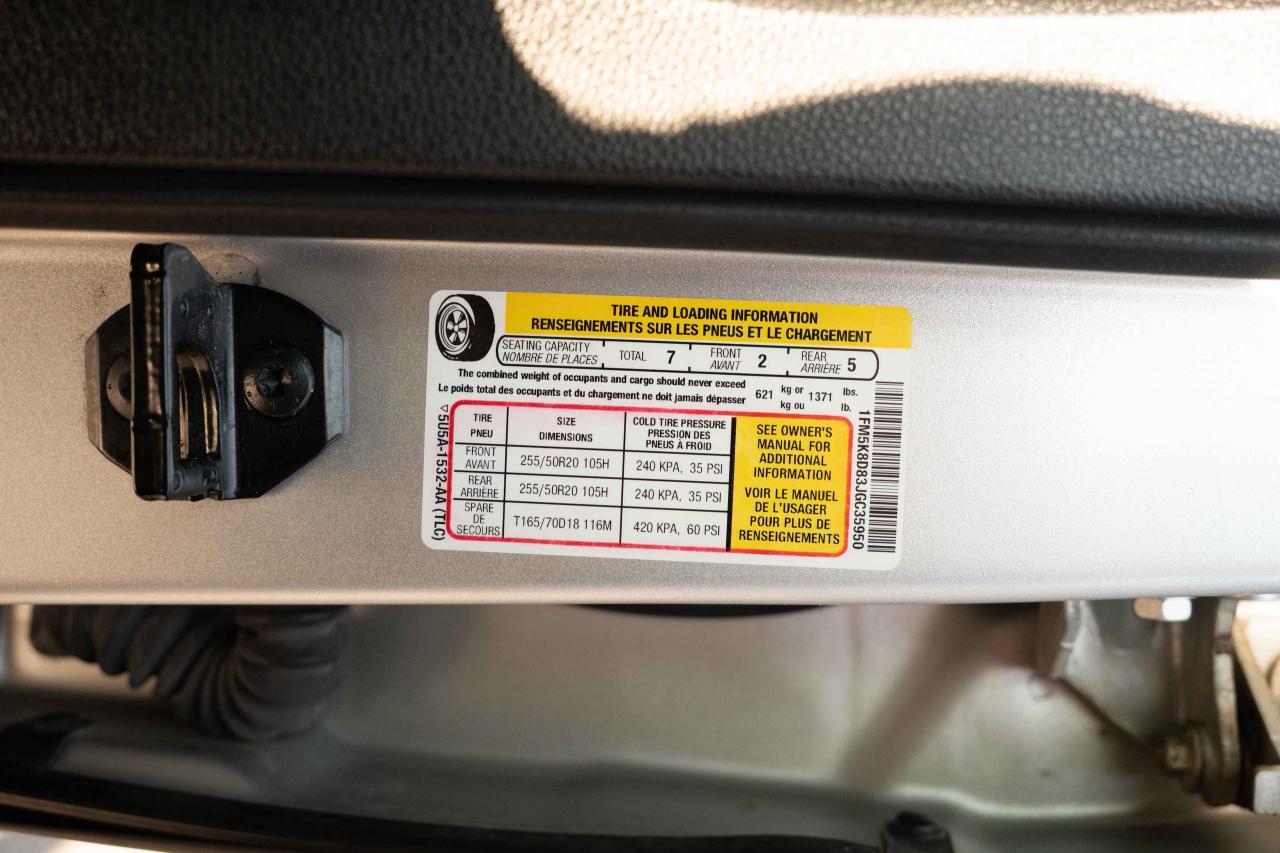 TIRE AND LOADING INFORMATION
RENSEIGNEMENTS SUR LES PNEUS ET LE CHARGEMENT
SEATING CAPACITY
NOMBRE DE PLACES
TOTAL 7
FRONT
AVANT
2
REAR
ARRIÈRE
5
The combined weight of occupants and cargo should never exceed
Le poids total des occupants et du chargement ne doit jamais dépasser
621
kg or
kg ou
1371
lbs.
lb.
TIRE
PNEU
SIZE
DIMENSIONS
COLD TIRE PRESSURE
PRESSION DES
PNEUS À FROID
FRONT
AVANT
255/50R20 105H
240 KPA, 35 PSI
REAR
ARRIÈRE
255/50R20 105H
240 KPA, 35 PSI
SPARE
DE
SECOURS
T165/70D18 116M
420 KPA, 60 PSI
SEE OWNER'S
MANUAL FOR
ADDITIONAL
INFORMATION
VOIR LE MANUEL
DE L'USAGER
POUR PLUS DE
RENSEIGNEMENTS
▽5U5A-1532-AA (TLC)
1FM5K8D83JGC35950